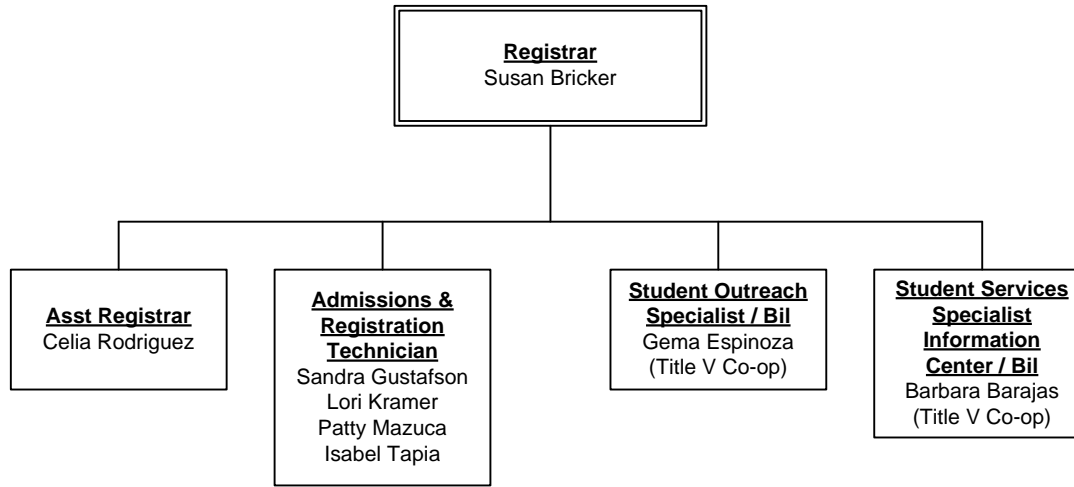 Registrar
Susan Bricker
Asst Registrar
Celia Rodriguez
Admissions &
Registration
Technician
Sandra Gustafson
Lori Kramer
Patty Mazuca
Isabel Tapia
Student Outreach
Specialist / Bil
Gema Espinoza
(Title V Co-op)
Student Services
Specialist
Information
Center / Bil
Barbara Barajas
(Title V Co-op)